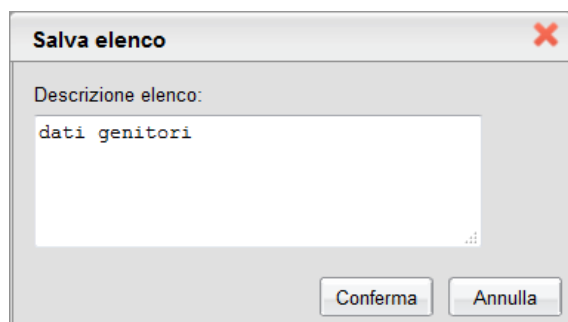 Salva elenco
Descrizione elenco:
dati genitori
Conferma Annulla